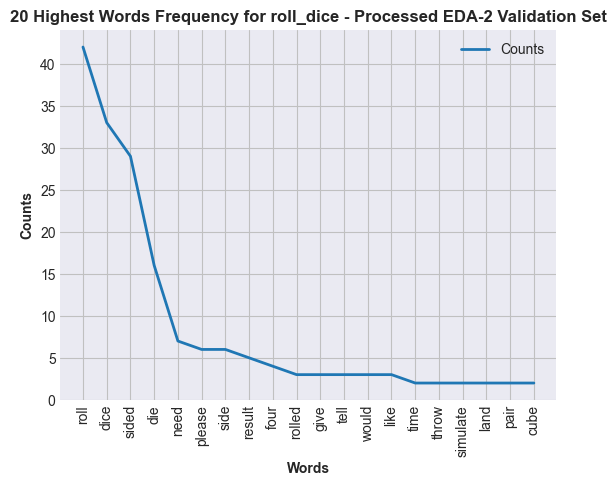 20 Highest Words Frequency for roll_dice - Processed EDA-2 Validation Set
Counts
40
35
30
25
20
15
10
5
0
Counts
roll
dice
sided
die
need
please
side
result
four
rolled
give
tell
would
like
time
throw
simulate
land
pair
cube
Words